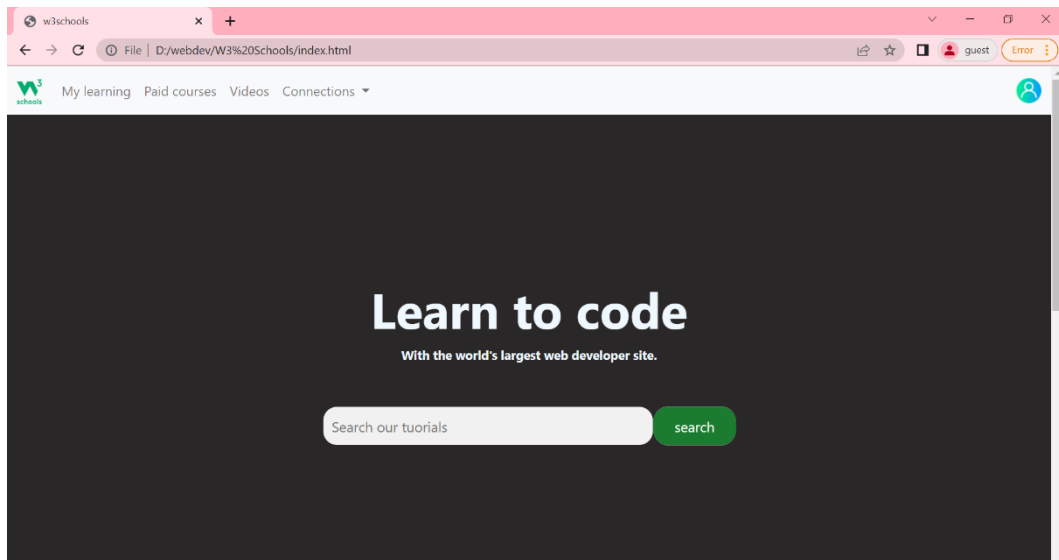 w3schools
File | D:/webdev/W3%20Schools/index.html
guest
Error
W3
schools
My learning Paid courses Videos Connections
Learn to code
With the world's largest web developer site.
Search our tuorials
search